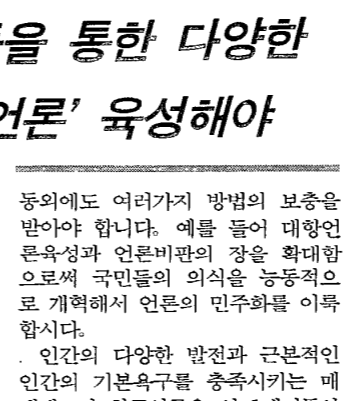 통한 다양한
언론’ 육성해야
동외에도 여러가지 방법의 보충을
받아야 합니다. 예를 들어 대항언
론육성과 언론비판의 장을 확대함
으로써 국민들의 의식을 능동적으
로 개혁해서 언론의 민주화를 이룩
합시다.
. 인간의 다양한 발전과 근본적인
인간의 기본욕구를 충족시키는 매